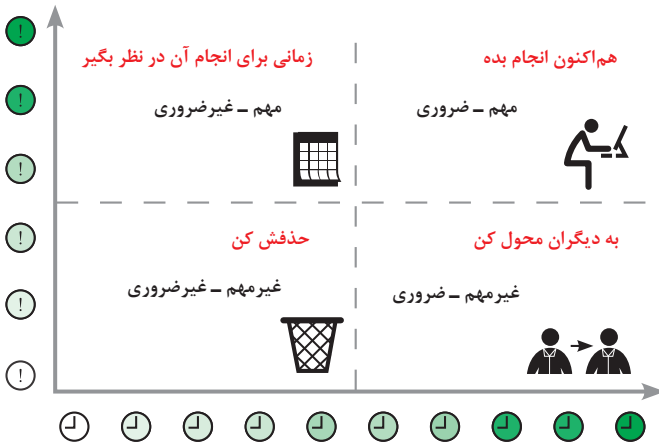 هم‌اکنون انجام بده
مهم ـ ضروری
زمانی برای انجام آن در نظر بگیر
مهم ـ غیرضروری
به دیگران محول کن
غیرمهم ـ ضروری
حذفش کن
غیرمهم ـ غیرضروری